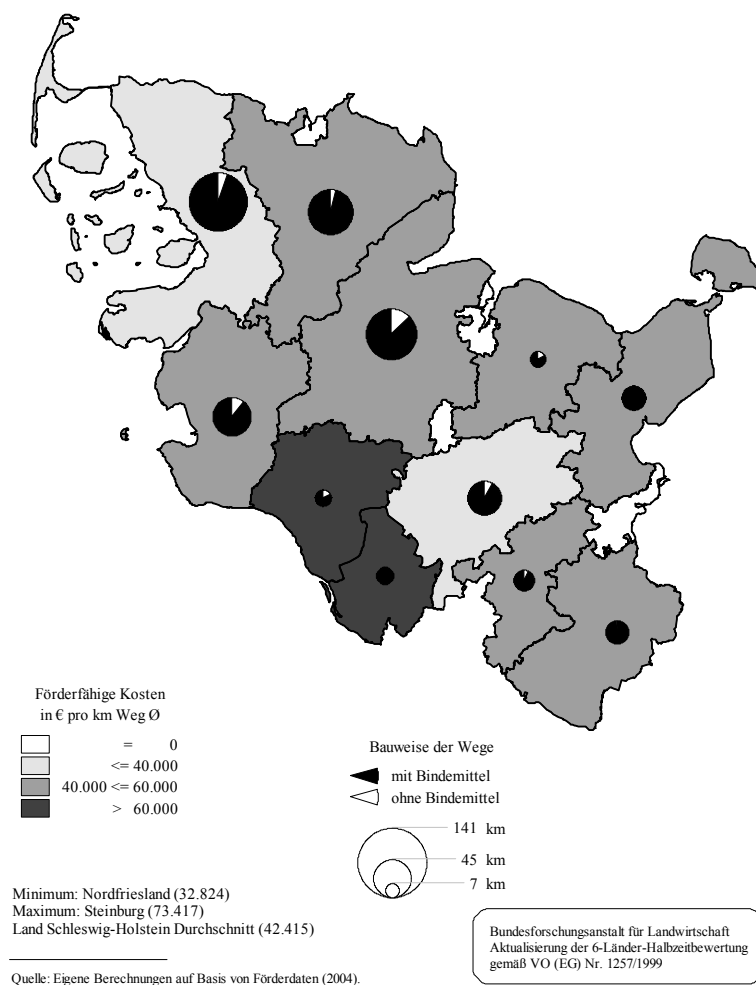 €
Förderfähige Kosten
in € pro km Weg Ø
= 0
<= 40.000
40.000 <= 60.000
> 60.000
Bauweise der Wege
mit Bindemittel
ohne Bindemittel
141 km
45 km
7 km
Minimum: Nordfriesland (32.824)
Maximum: Steinburg (73.417)
Land Schleswig-Holstein Durchschnitt (42.415)
Bundesforschungsanstalt für Landwirtschaft
Aktualisierung der 6-Länder-Halbzeitbewertung
gemäß VO (EG) Nr. 1257/1999
Quelle: Eigene Berechnungen auf Basis von Förderdaten (2004).